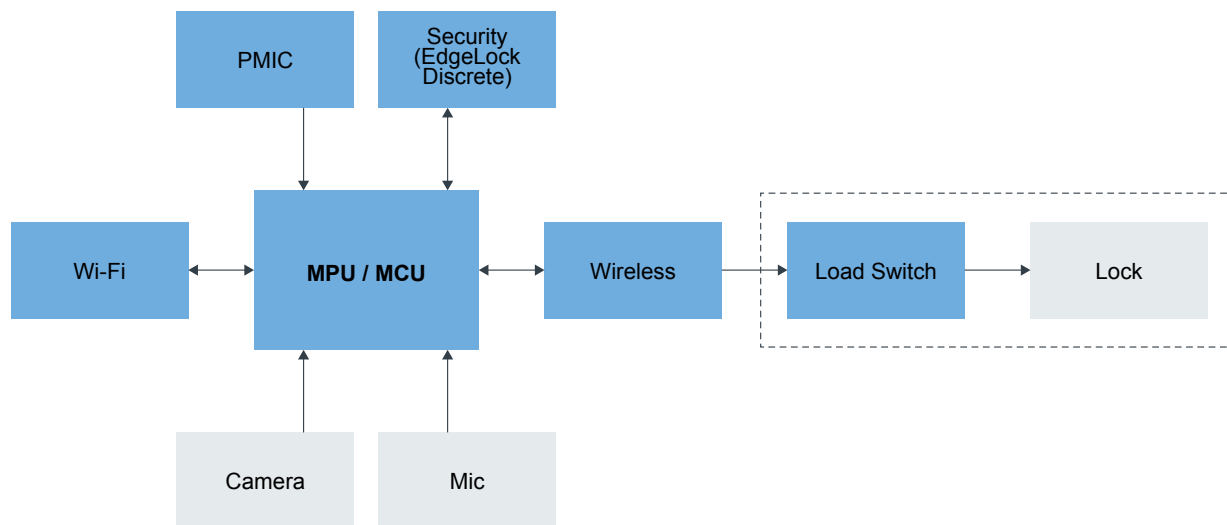 PMIC
Security
(EdgeLock
Discrete)
Wi-Fi
MPU / MCU
Wireless
Load Switch
Lock
Camera
Mic